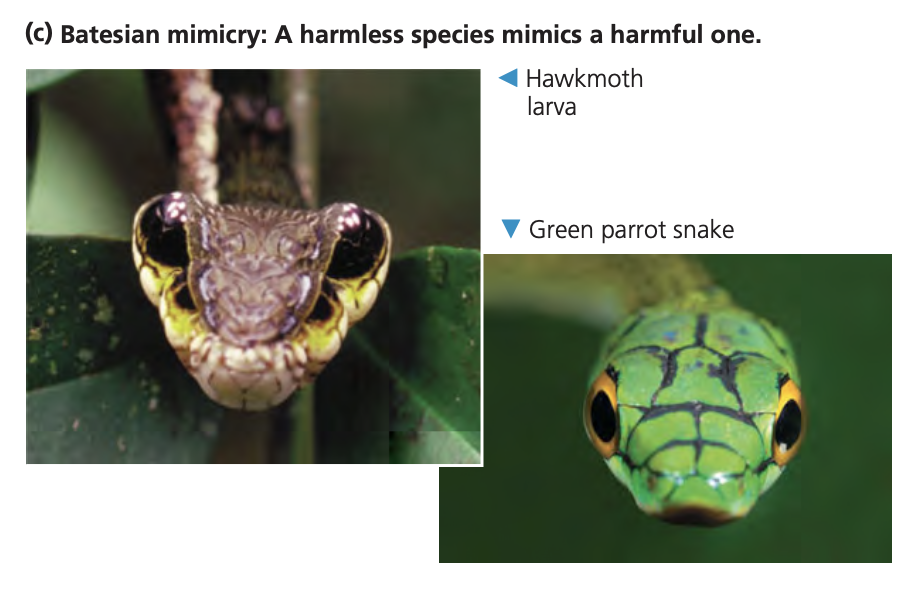 (c) Batesian mimicry: A harmless species mimics a harmful one.
Hawkmoth
larva
Green parrot snake